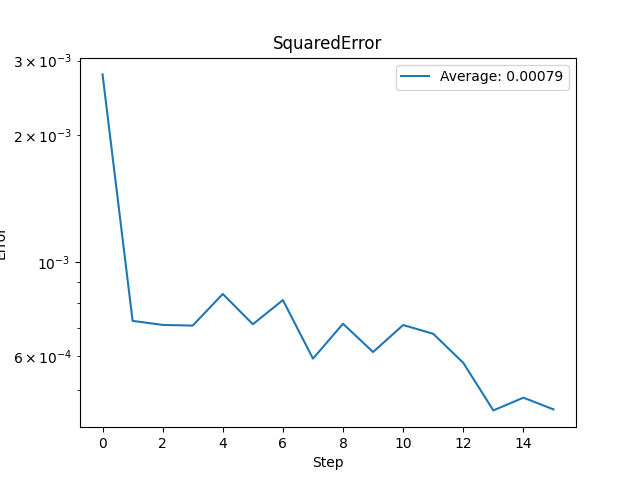 SquaredError
3 × 10⁻³
Average: 0.00079
2 × 10⁻³
10⁻³
6 × 10⁻⁴
Error
0 2 4 6 8 10 12 14
Step